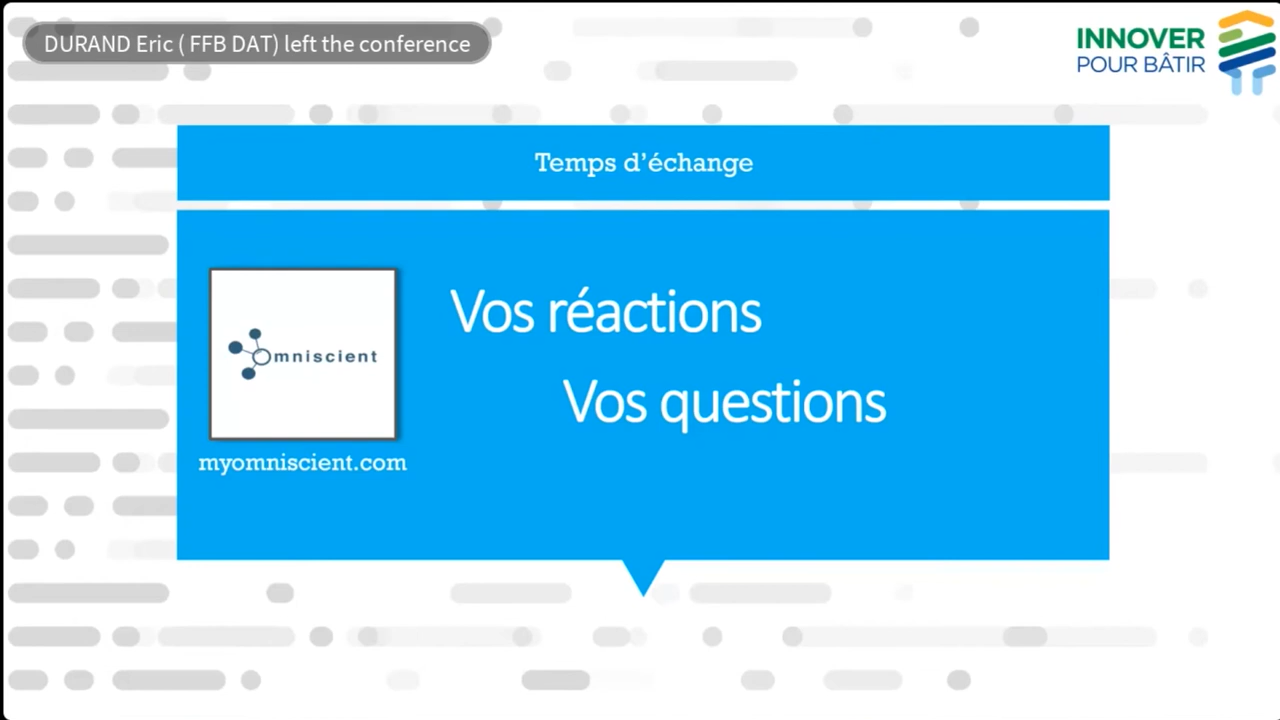 DURAND Eric ( FFB DAT) left the conference
INNOVER
POUR BÂTIR
Temps d’échange
Vos réactions
Omniscient
Vos questions
myomniscient.com